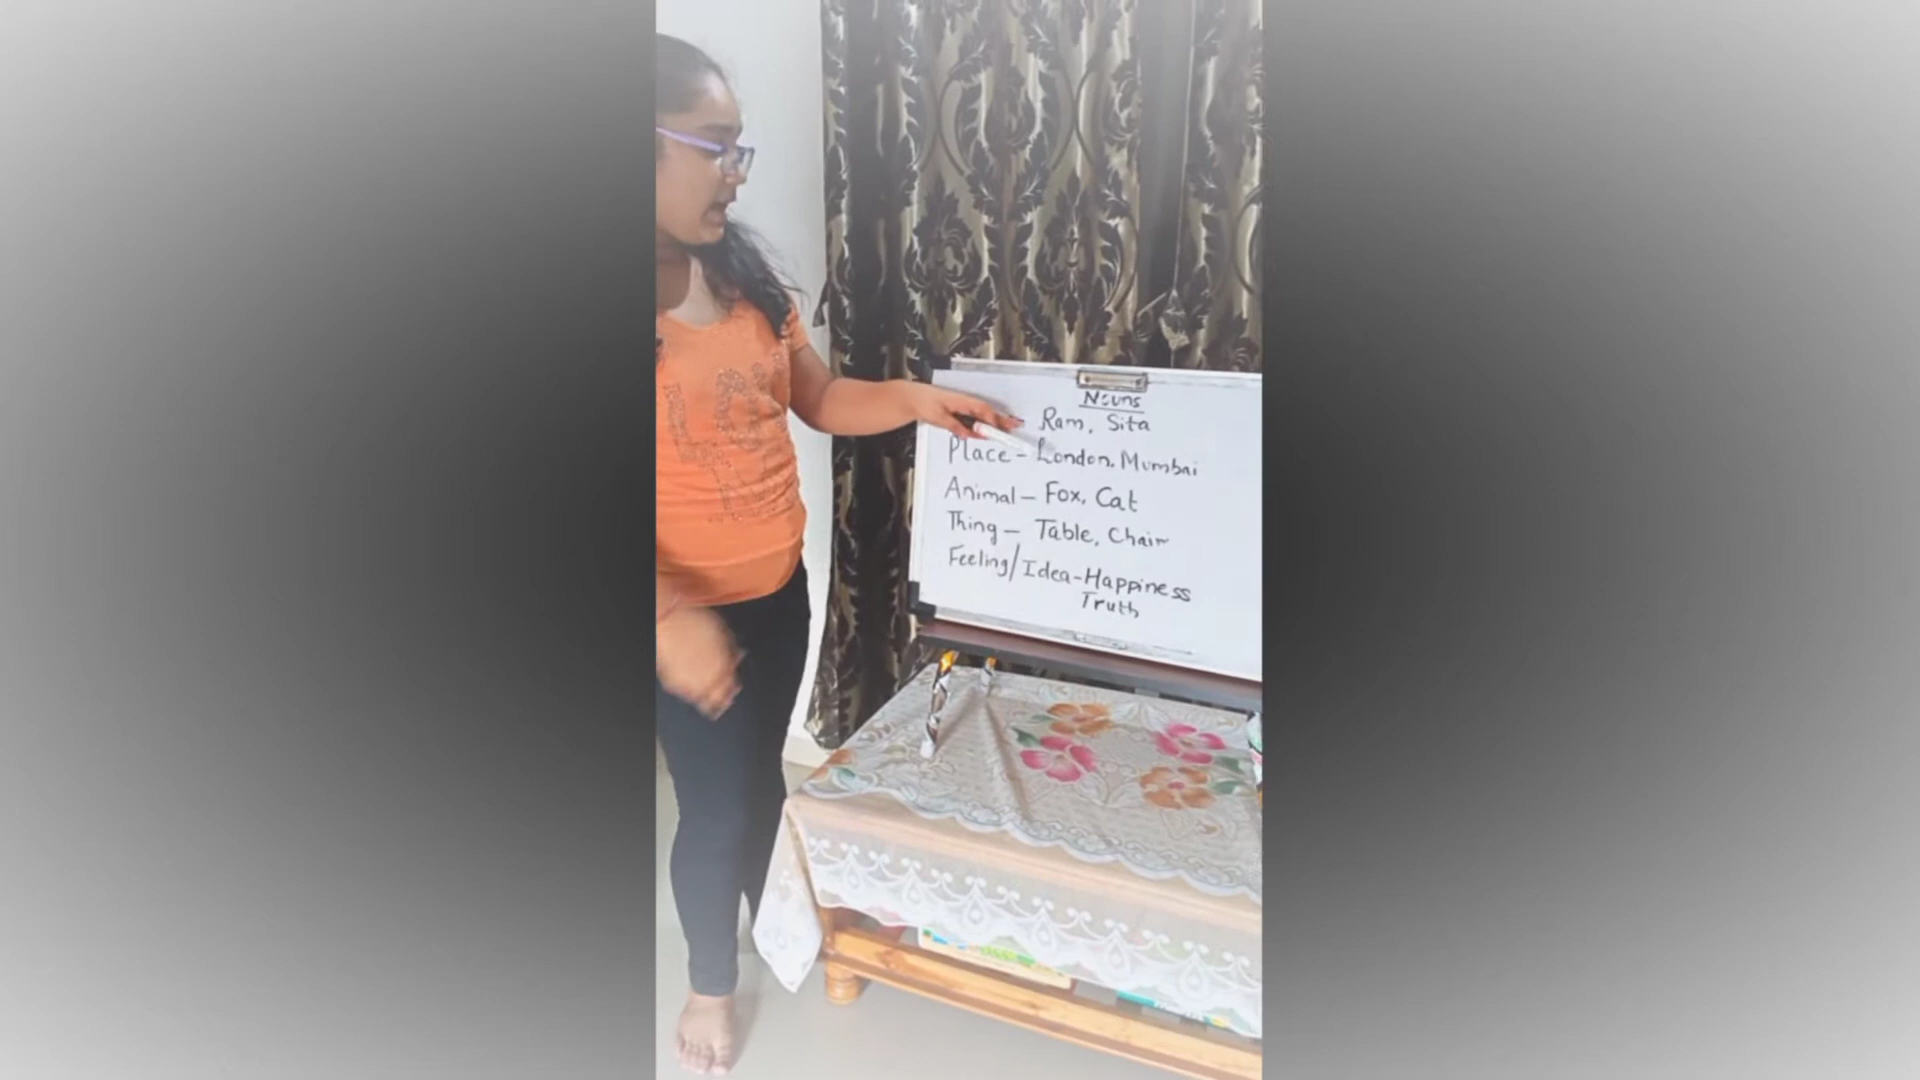 Nouns
Ram, Sita
Place - London, Mumbai
Animal - Fox, Cat
Thing - Table, Chair
Feeling/Idea - Happiness
Truth